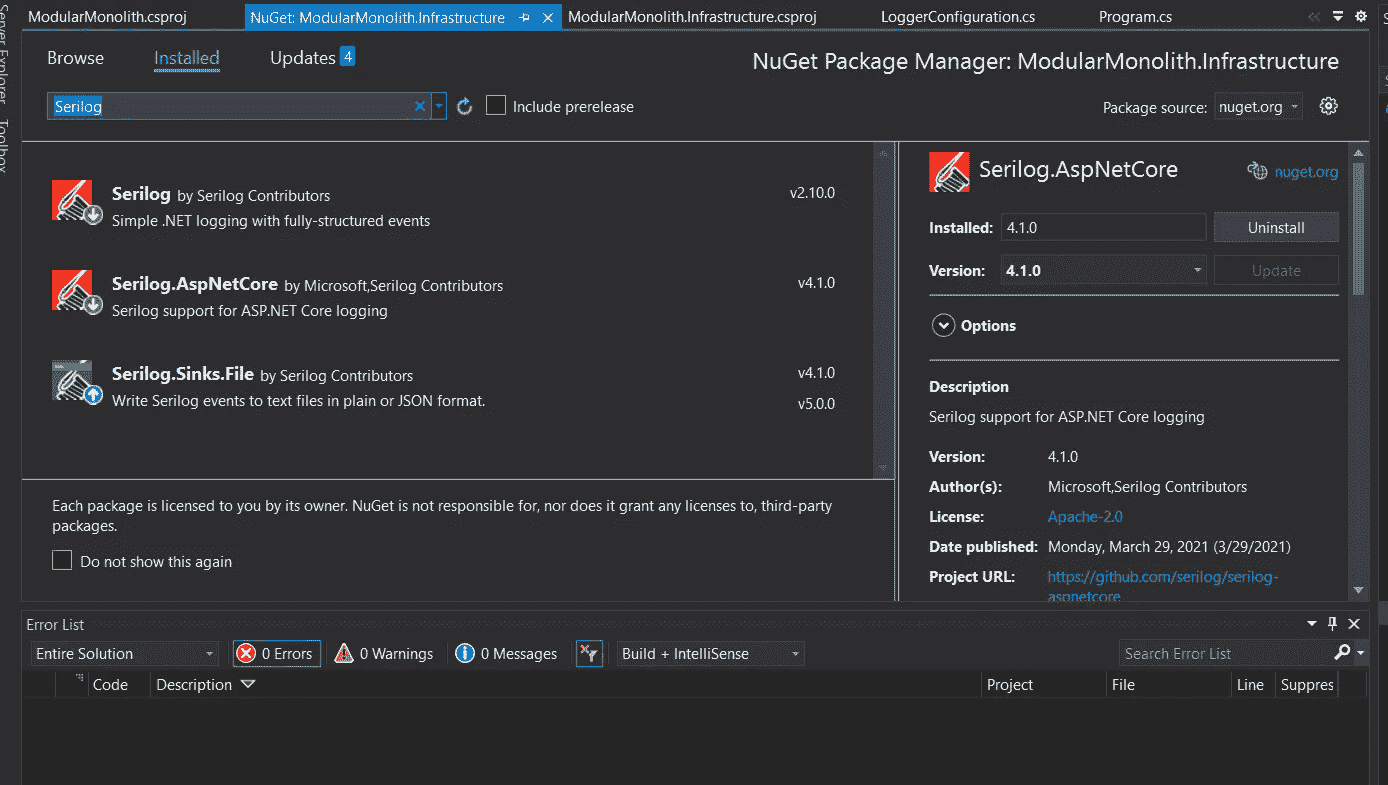 Server Explorer
Toolbox
ModularMonolith.csproj
NuGet: ModularMonolith.Infrastructure
ModularMonolith.Infrastructure.csproj
LoggerConfiguration.cs
Program.cs
Browse
Installed
Updates 4
NuGet Package Manager: ModularMonolith.Infrastructure
Serilog
Include prerelease
Package source: nuget.org
Serilog by Serilog Contributors
v2.10.0
Simple .NET logging with fully-structured events
Serilog.AspNetCore by Microsoft,Serilog Contributors
v4.1.0
Serilog support for ASP.NET Core logging
Serilog.Sinks.File by Serilog Contributors
v4.1.0
Write Serilog events to text files in plain or JSON format.
v5.0.0
Each package is licensed to you by its owner. NuGet is not responsible for, nor does it grant any licenses to, third-party
packages.
Do not show this again
Serilog.AspNetCore
nuget.org
Installed: 4.1.0
Uninstall
Version: 4.1.0
Update
Options
Description
Serilog support for ASP.NET Core logging
Version: 4.1.0
Author(s): Microsoft,Serilog Contributors
License: Apache-2.0
Date published: Monday, March 29, 2021 (3/29/2021)
Project URL: https://github.com/serilog/serilog-
aspnetcore
Error List
Entire Solution
0 Errors
0 Warnings
0 Messages
Build + IntelliSense
Search Error List
Code
Description
Project
File
Line
Suppres